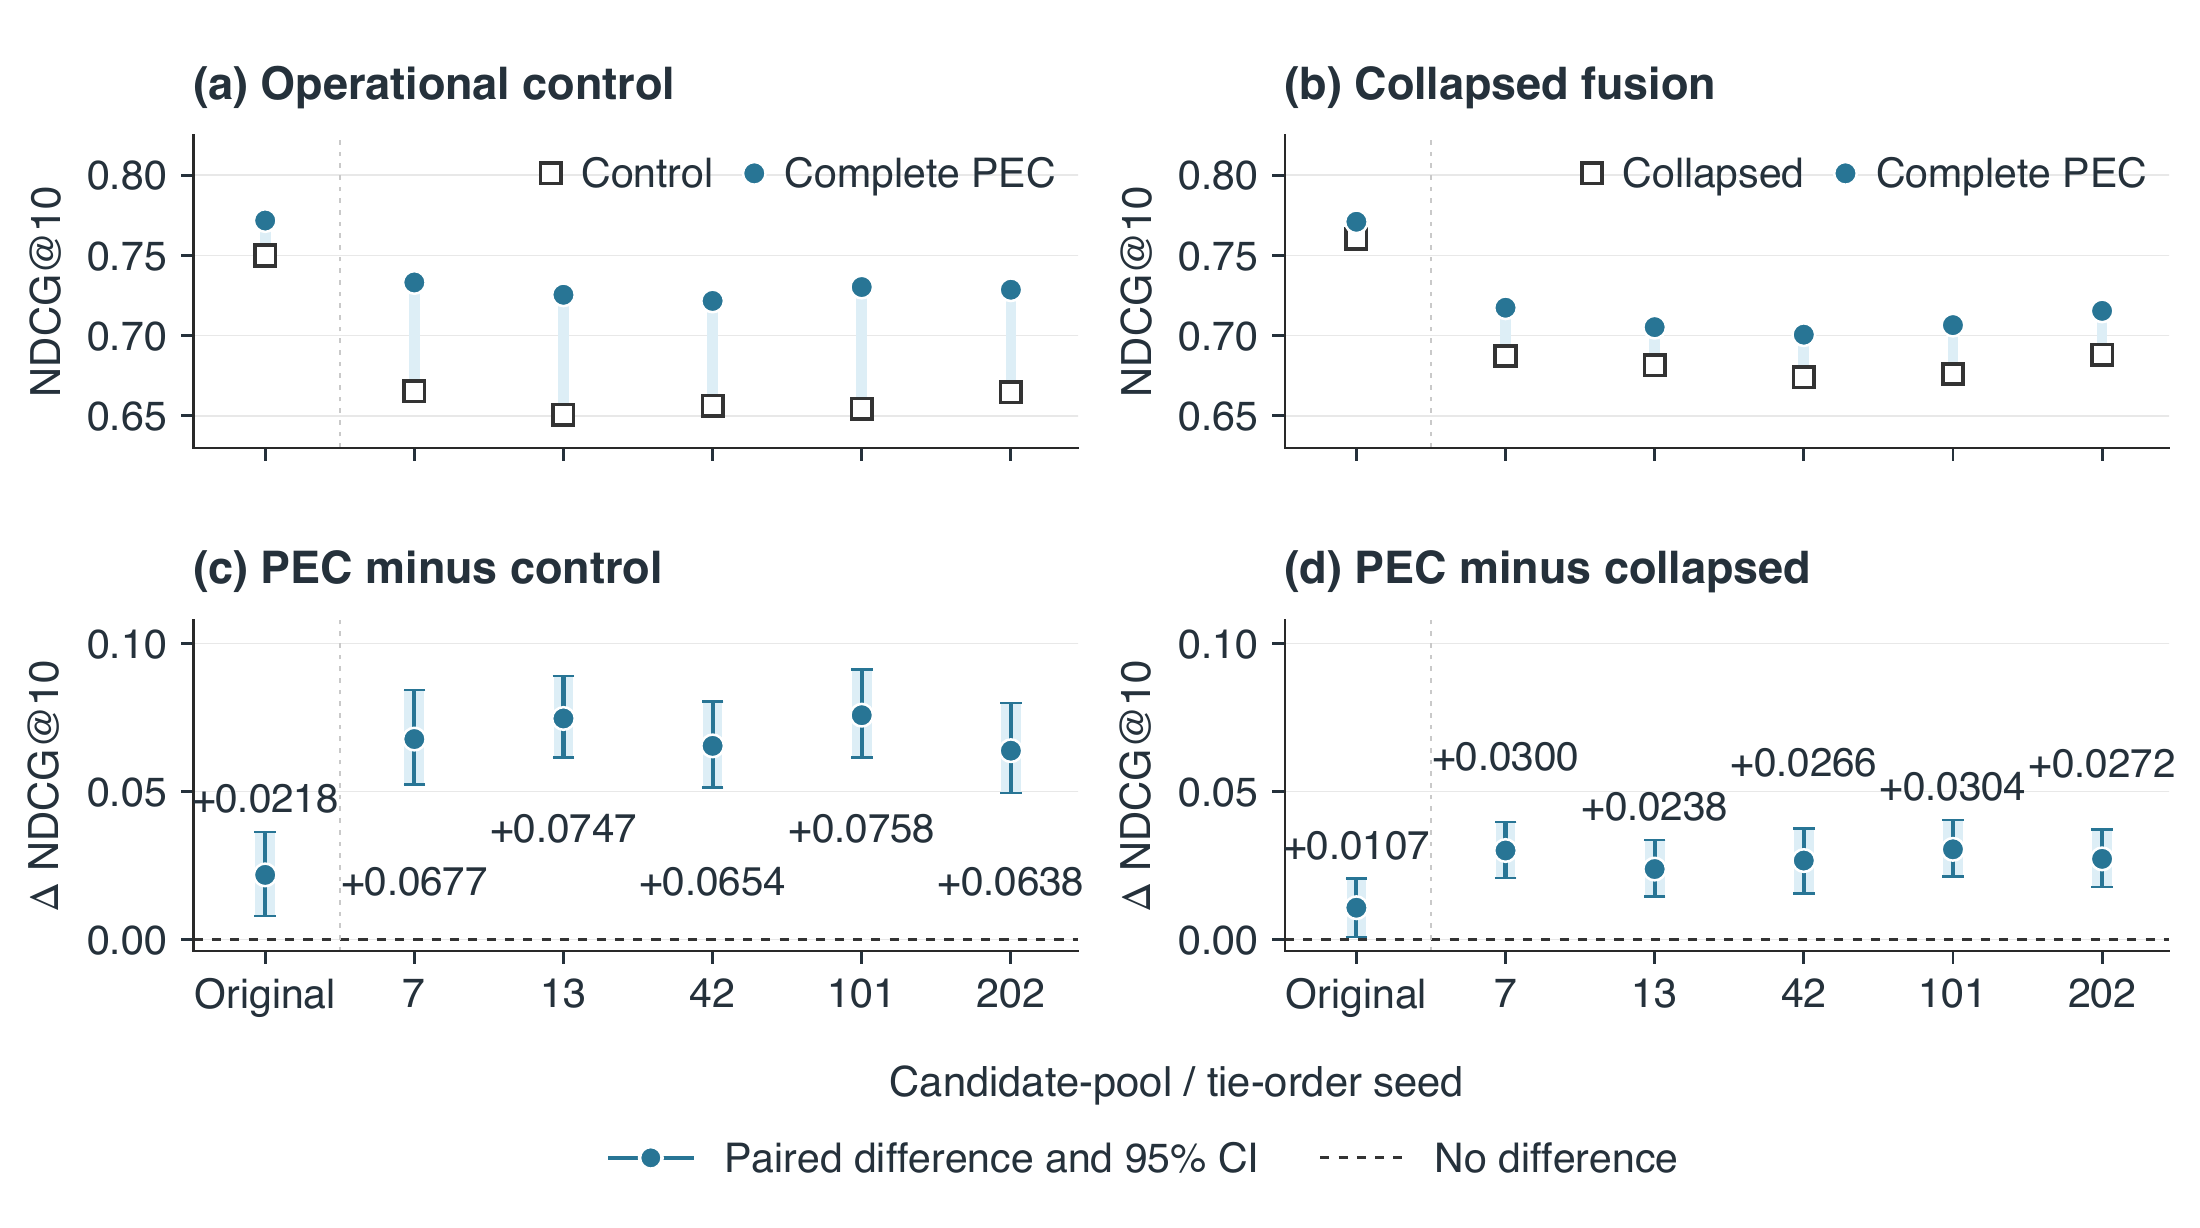 (a) Operational control
NDCG@10
0.80
0.75
0.70
0.65
Control
Complete PEC
(b) Collapsed fusion
NDCG@10
0.80
0.75
0.70
0.65
Collapsed
Complete PEC
(c) PEC minus control
Δ NDCG@10
0.10
0.05
0.00
+0.0218
+0.0677
+0.0747
+0.0654
+0.0758
+0.0638
Original 7 13 42 101 202
(d) PEC minus collapsed
Δ NDCG@10
0.10
0.05
0.00
+0.0107
+0.0300
+0.0238
+0.0266
+0.0304
+0.0272
Original 7 13 42 101 202
Candidate-pool / tie-order seed
Paired difference and 95% CI
No difference